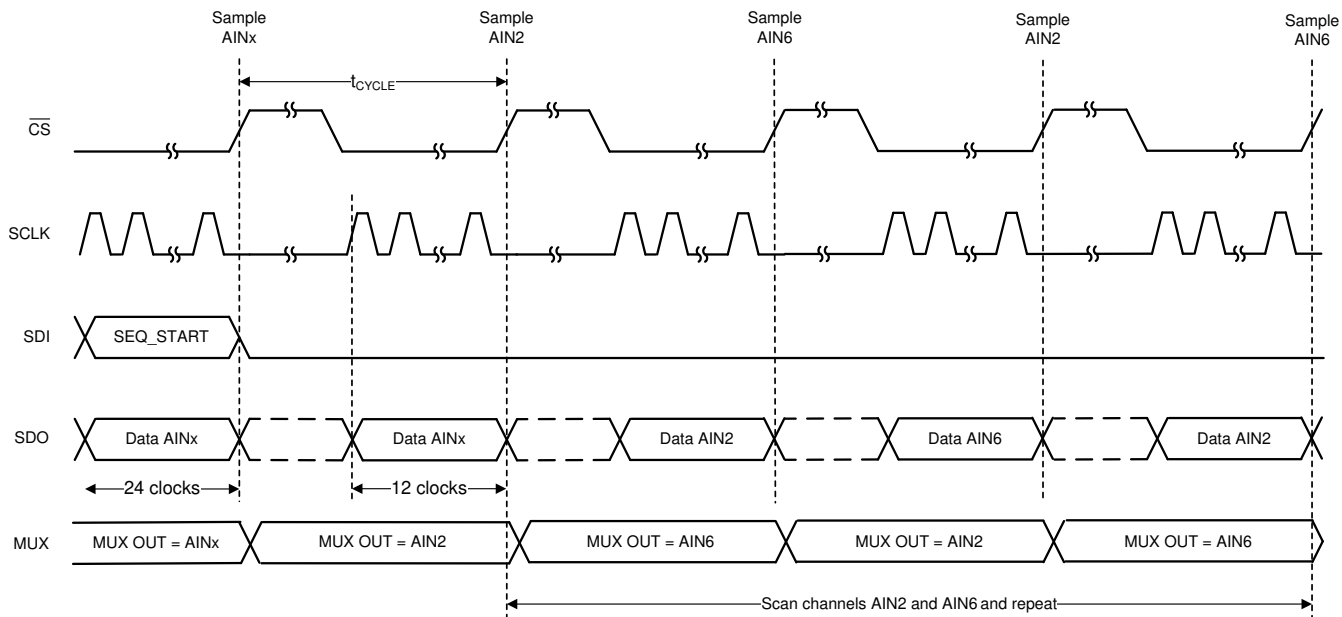 Sample
AINx
Sample
AIN2
Sample
AIN6
Sample
AIN2
Sample
AIN6
tCYCLE
CS
SCLK
SDI
SEQ_START
SDO
Data AINx
Data AINx
Data AIN2
Data AIN6
Data AIN2
24 clocks
12 clocks
MUX
MUX OUT = AINx
MUX OUT = AIN2
MUX OUT = AIN6
MUX OUT = AIN2
MUX OUT = AIN6
Scan channels AIN2 and AIN6 and repeat